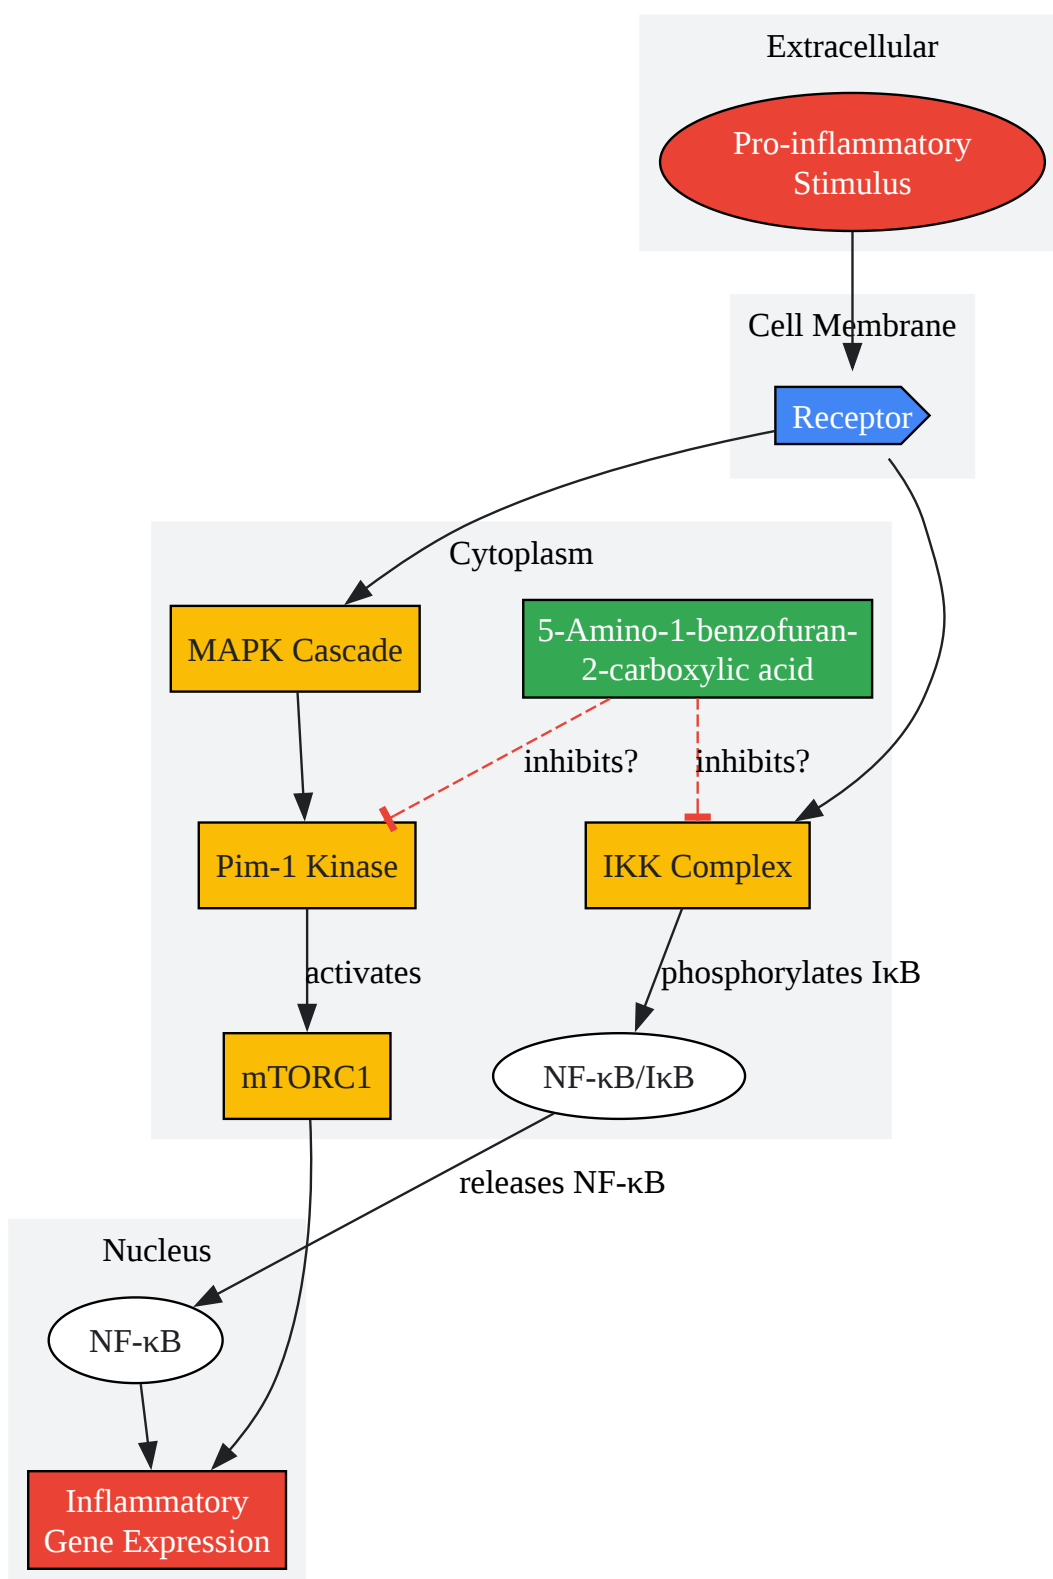 Extracellular
Pro-inflammatory
Stimulus
Cell Membrane
Receptor
Cytoplasm
MAPK Cascade
5-Amino-1-benzofuran-
2-carboxylic acid
inhibits?
inhibits?
Pim-1 Kinase
IKK Complex
activates
phosphorylates IκB
mTORC1
NF-κB/IκB
releases NF-κB
Nucleus
NF-κB
Inflammatory
Gene Expression